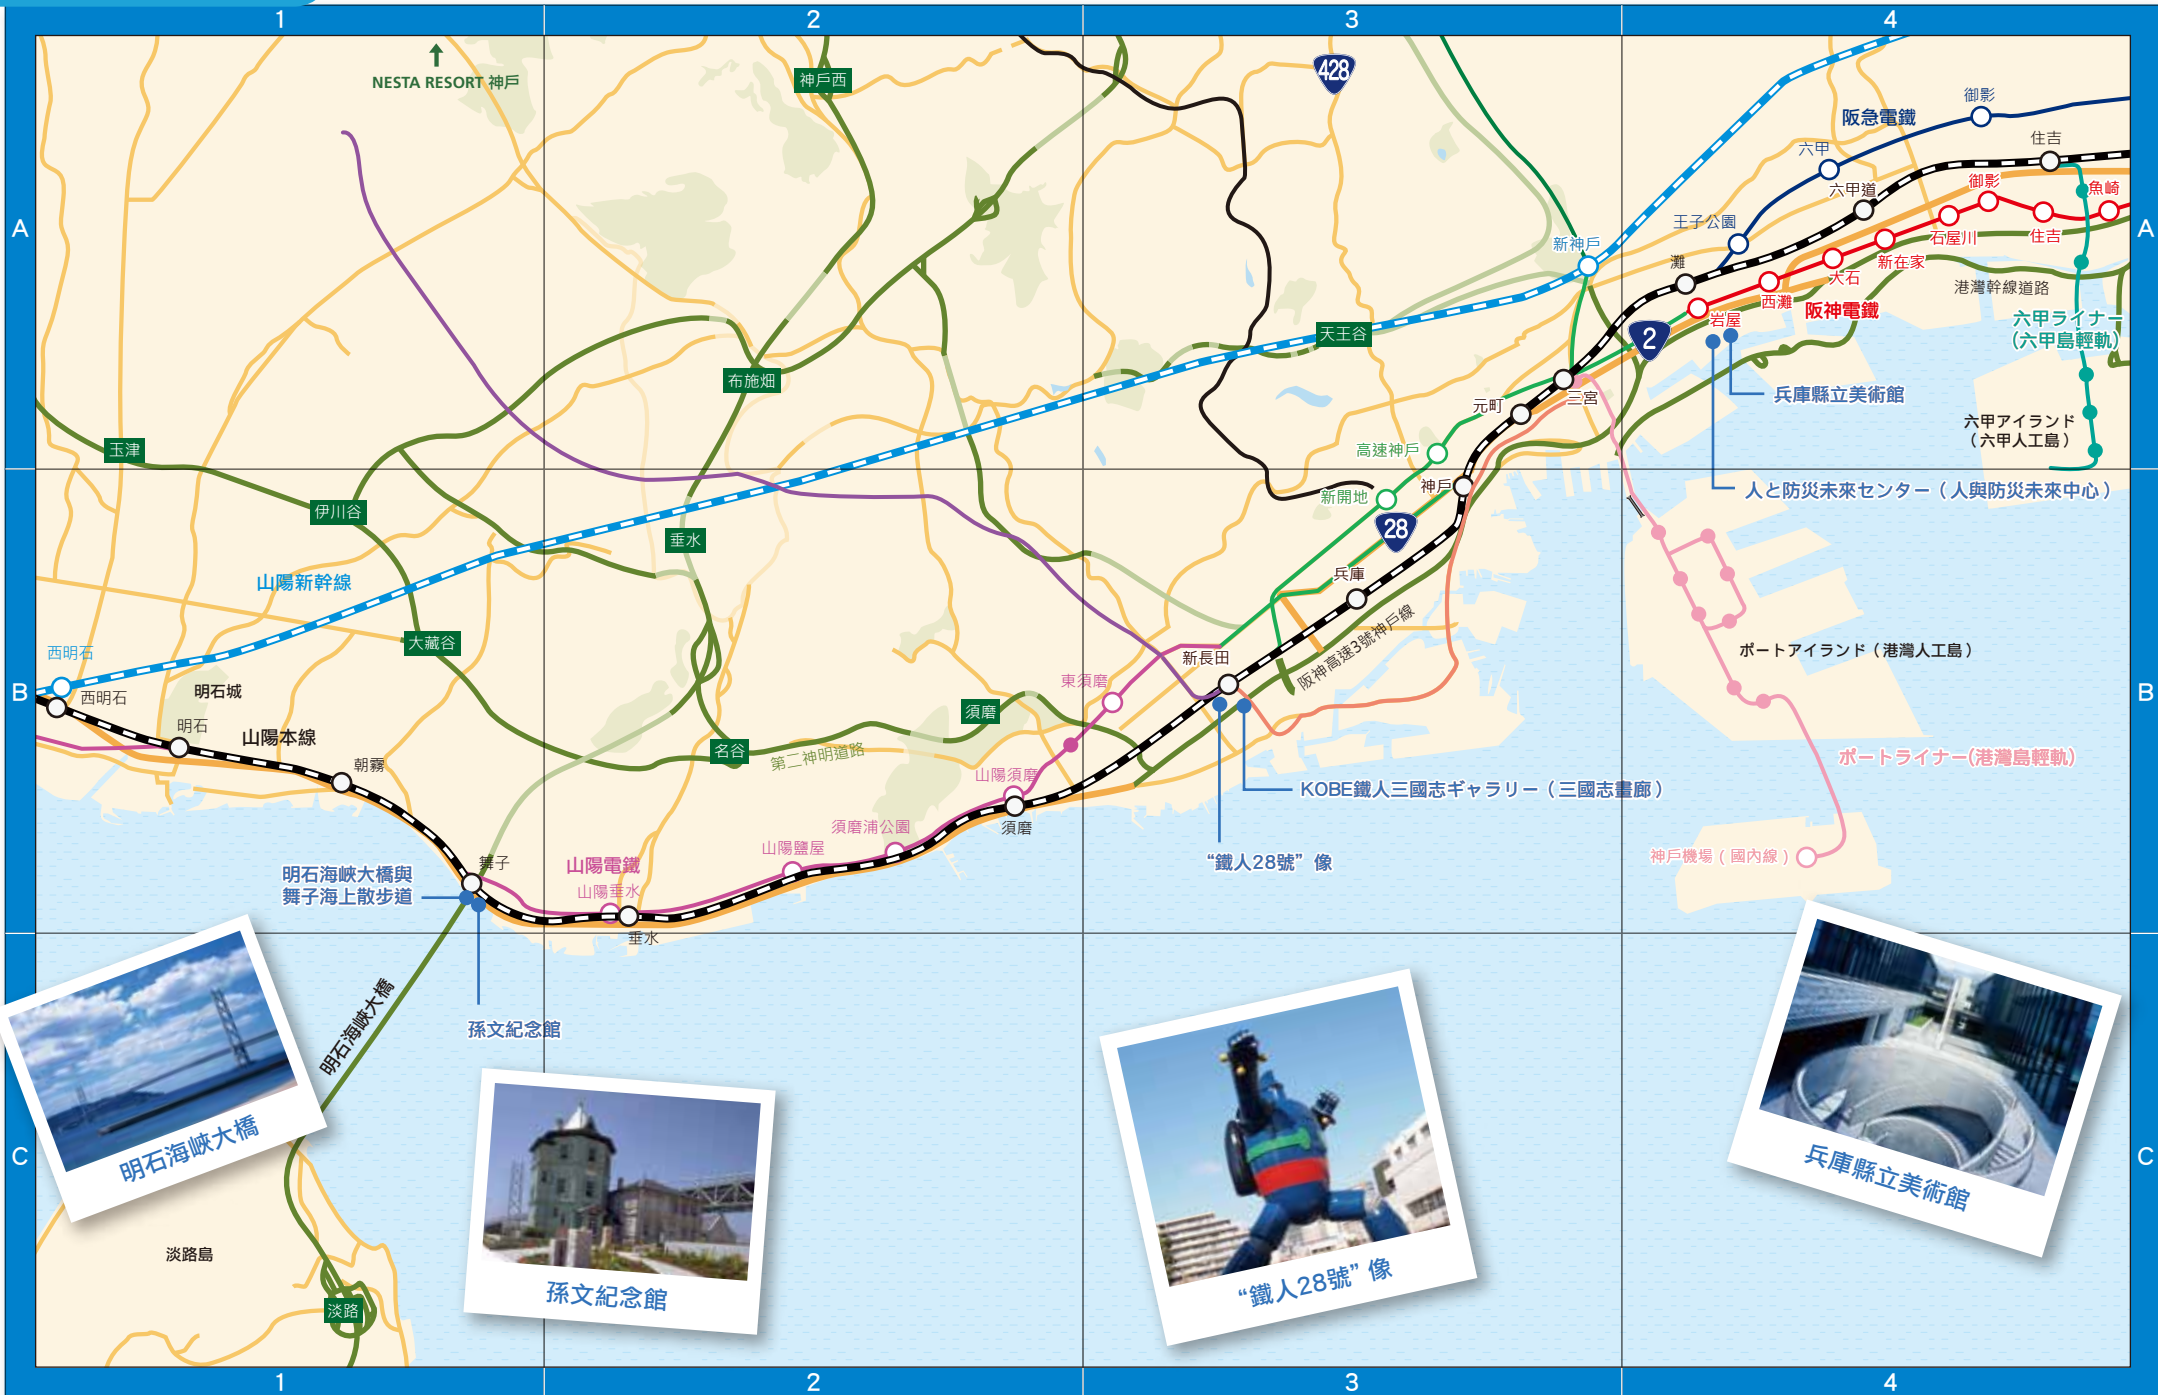 1
2
3
4
A
A
NESTA RESORT 神戶
神戶西
428
阪急電鐵
御影
住吉
六甲
六甲道
御影
魚崎
王子公園
石屋川
住吉
新神戶
灘
新在家
大石
港灣幹線道路
西灘
阪神電鐵
岩屋
2
六甲ライナー
(六甲島輕軌)
天王谷
布施畑
兵庫縣立美術館
三宮
元町
六甲アイランド
（六甲人工島）
玉津
高速神戶
神戶
新開地
人と防災未來センター（人與防災未來中心）
伊川谷
28
垂水
山陽新幹線
兵庫
阪神高速3號神戶線
大藏谷
西明石
ポートアイランド（港灣人工島）
新長田
B
B
西明石
明石城
東須磨
須磨
明石
山陽本線
名谷
第二神明道路
朝霧
山陽須磨
ポートライナー(港灣島輕軌)
KOBE鐵人三國志ギャラリー（三國志畫廊）
須磨
須磨浦公園
山陽鹽屋
神戶機場（國內線）
“鐵人28號”像
舞子
山陽電鐵
明石海峽大橋與
舞子海上散步道
山陽垂水
垂水
明石海峽大橋
孫文紀念館
C
C
明石海峽大橋
兵庫縣立美術館
淡路島
孫文紀念館
“鐵人28號”像
淡路
1
2
3
4